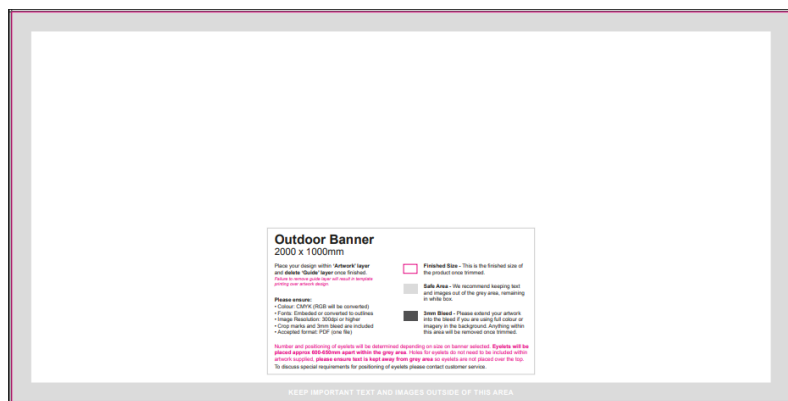 Outdoor Banner
2000 x 1000mm
Place your design within 'Artwork' layer
and delete 'Guide' layer once finished.
Failure to remove guide layer will result in template
printing over artwork design.
Please ensure:
• Colour: CMYK (RGB will be converted)
• Fonts: Embeded or converted to outlines
• Image Resolution: 300dpi or higher
• Crop marks and 3mm bleed are included
• Accepted format: PDF (one file)
Finished Size - This is the finished size of
the product once trimmed.
Safe Area - We recommend keeping text
and images out of the grey area, remaining
in white box.
3mm Bleed - Please extend your artwork
into the bleed if you are using full colour or
imagery in the background. Anything within
this area will be removed once trimmed.
Number and positioning of eyelets will be determined depending on size on banner selected. Eyelets will be
placed approx 600-650mm apart within the grey area. Holes for eyelets do not need to be included within
artwork supplied, please ensure text is kept away from grey area so eyelets are not placed over the top.
To discuss special requirements for positioning of eyelets please contact customer service.
KEEP IMPORTANT TEXT AND IMAGES OUTSIDE OF THIS AREA